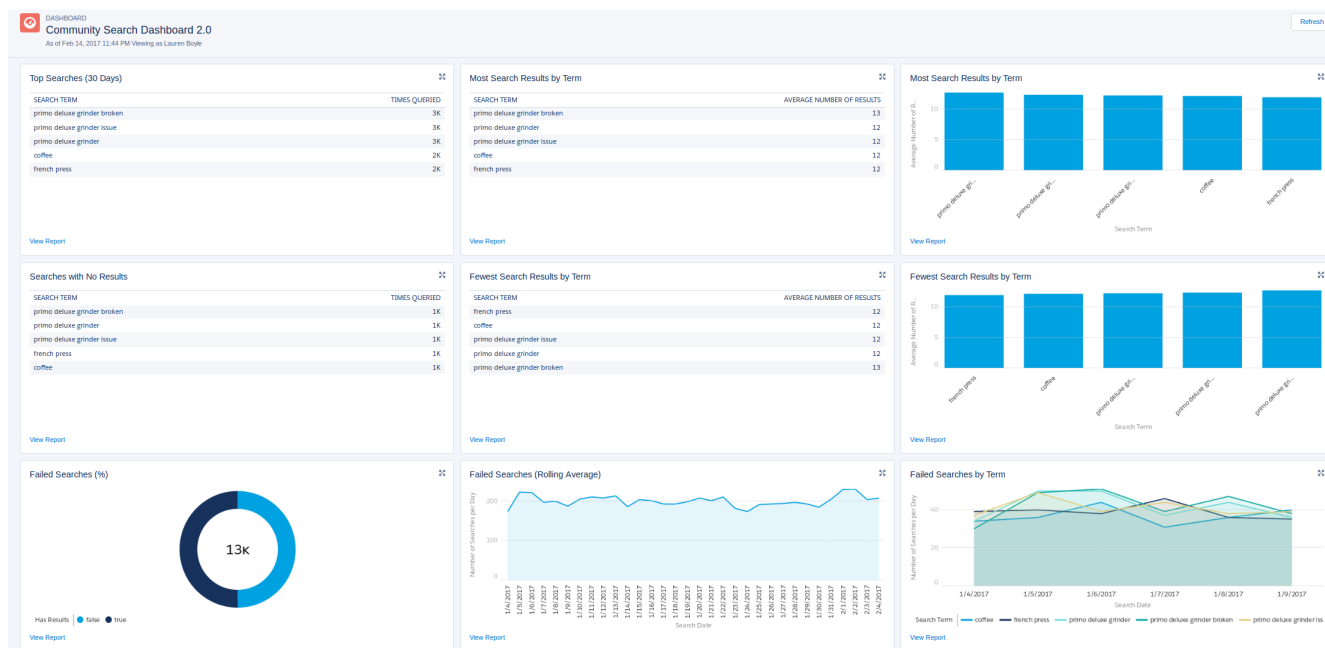 DASHBOARD
Community Search Dashboard 2.0
As of Feb 14, 2017 11:44 PM·Viewing as Lauren Boyle
Refresh
Top Searches (30 Days)
SEARCH TERM TIMES QUERIED
primo deluxe grinder broken 3K
primo deluxe grinder issue 3K
primo deluxe grinder 3K
coffee 2K
french press 2K
View Report
Most Search Results by Term
SEARCH TERM AVERAGE NUMBER OF RESULTS
primo deluxe grinder broken 13
primo deluxe grinder 12
primo deluxe grinder issue 12
coffee 12
french press 12
View Report
Most Search Results by Term
Average Number of R...
10
5
0
primo deluxe gri... primo deluxe gri... primo deluxe gri... coffee french press
Search Term
View Report
Searches with No Results
SEARCH TERM TIMES QUERIED
primo deluxe grinder broken 1K
primo deluxe grinder 1K
primo deluxe grinder issue 1K
french press 1K
coffee 1K
View Report
Fewest Search Results by Term
SEARCH TERM AVERAGE NUMBER OF RESULTS
french press 12
coffee 12
primo deluxe grinder issue 12
primo deluxe grinder 12
primo deluxe grinder broken 13
View Report
Fewest Search Results by Term
Average Number of R...
10
5
0
french press coffee primo deluxe gri... primo deluxe gri... primo deluxe gri...
Search Term
View Report
Failed Searches (%)
13K
Has Results false true
View Report
Failed Searches (Rolling Average)
Number of Searches per Day
200
100
0
1/4/2017 1/5/2017 1/6/2017 1/7/2017 1/8/2017 1/9/2017 1/10/2017 1/11/2017 1/12/2017 1/13/2017 1/14/2017 1/15/2017 1/16/2017 1/17/2017 1/18/2017 1/19/2017 1/20/2017 1/21/2017 1/22/2017 1/23/2017 1/24/2017 1/25/2017 1/26/2017 1/27/2017 1/28/2017 1/29/2017 1/30/2017 1/31/2017 2/1/2017 2/2/2017 2/3/2017 2/4/2017
Search Date
View Report
Failed Searches by Term
Number of Searches per Day
40
20
0
1/4/2017 1/5/2017 1/6/2017 1/7/2017 1/8/2017 1/9/2017
Search Date
Search Term coffee french press primo deluxe grinder primo deluxe grinder broken primo deluxe grinder iss
View Report